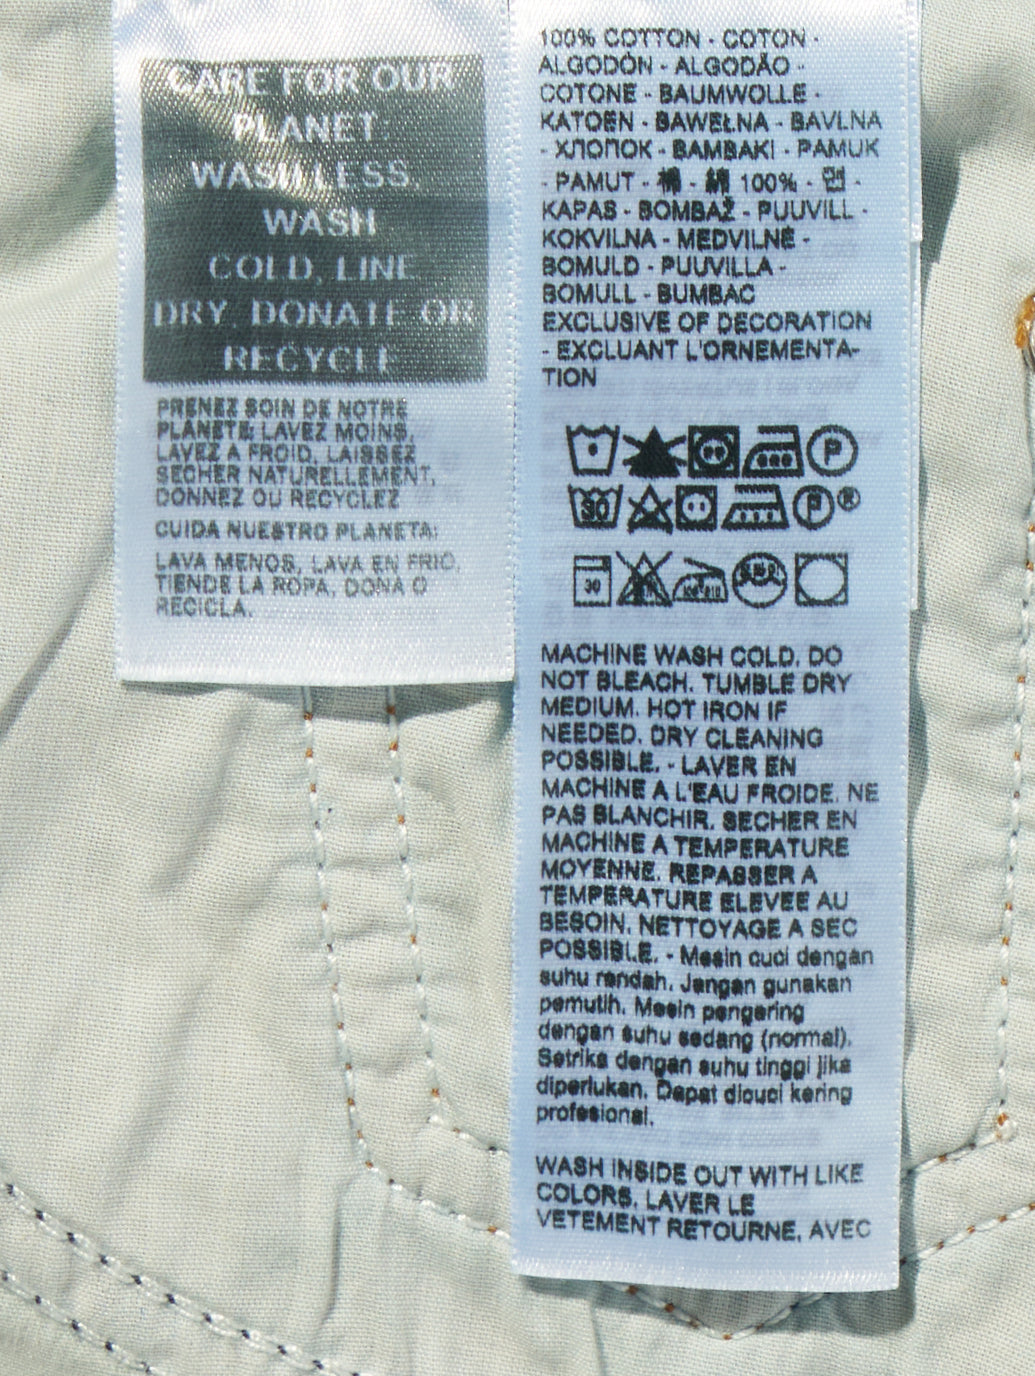 CARE FOR OUR
PLANET:
WASH LESS,
WASH
COLD, LINE
DRY, DONATE OR
RECYCLE
PRENEZ SOIN DE NOTRE
PLANETE: LAVEZ MOINS,
LAVEZ A FROID, LAISSEZ
SECHER NATURELLEMENT,
DONNEZ OU RECYCLEZ
CUIDA NUESTRO PLANETA:
LAVA MENOS, LAVA EN FRIO,
TIENDE LA ROPA, DONA O
RECICLA.
100% COTTON - COTON -
ALGODÓN - ALGODÃO -
COTONE - BAUMWOLLE -
KATOEN - BAWEŁNA - BAVLNA
- ХЛОПОК - BAMBAKI - PAMUK
- PAMUT - 棉 - 綿 100% - 면 -
KAPAS - BOMBAŽ - PUUVILL -
KOKVILNA - MEDVILNĖ -
BOMULD - PUUVILLA -
BOMULL - BUMBAC
EXCLUSIVE OF DECORATION
- EXCLUANT L'ORNEMENTA-
TION
P
30 P ®
30
MACHINE WASH COLD. DO
NOT BLEACH. TUMBLE DRY
MEDIUM. HOT IRON IF
NEEDED. DRY CLEANING
POSSIBLE. - LAVER EN
MACHINE A L'EAU FROIDE. NE
PAS BLANCHIR. SECHER EN
MACHINE A TEMPERATURE
MOYENNE. REPASSER A
TEMPERATURE ELEVEE AU
BESOIN. NETTOYAGE A SEC
POSSIBLE. - Mesin cuci dengan
suhu rendah. Jangan gunakan
pemutih. Mesin pengering
dengan suhu sedang (normal).
Setrika dengan suhu tinggi jika
diperlukan. Dapat dicuci kering
profesional.
WASH INSIDE OUT WITH LIKE
COLORS. LAVER LE
VETEMENT RETOURNE, AVEC